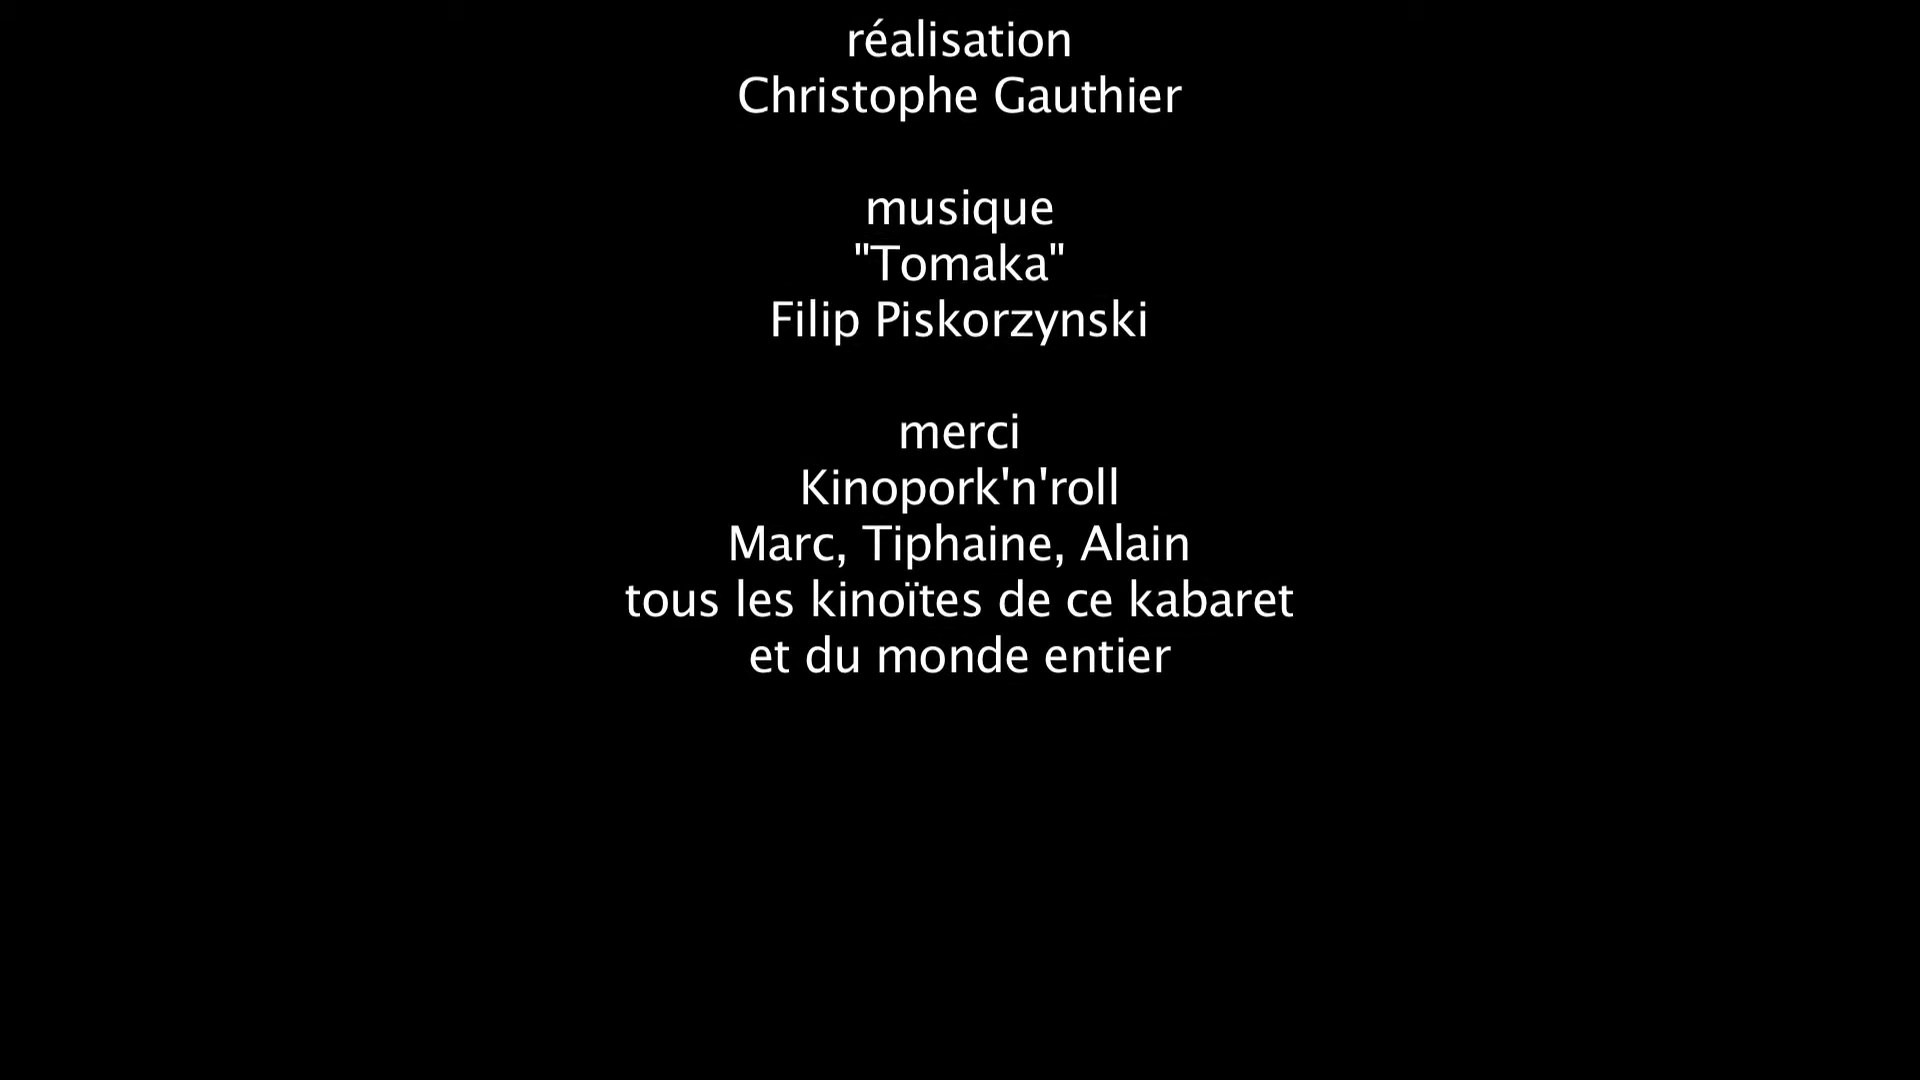 réalisation
Christophe Gauthier
musique
"Tomaka"
Filip Piskorzynski
merci
Kinopork'n'roll
Marc, Tiphaine, Alain
tous les kinoïtes de ce kabaret
et du monde entier